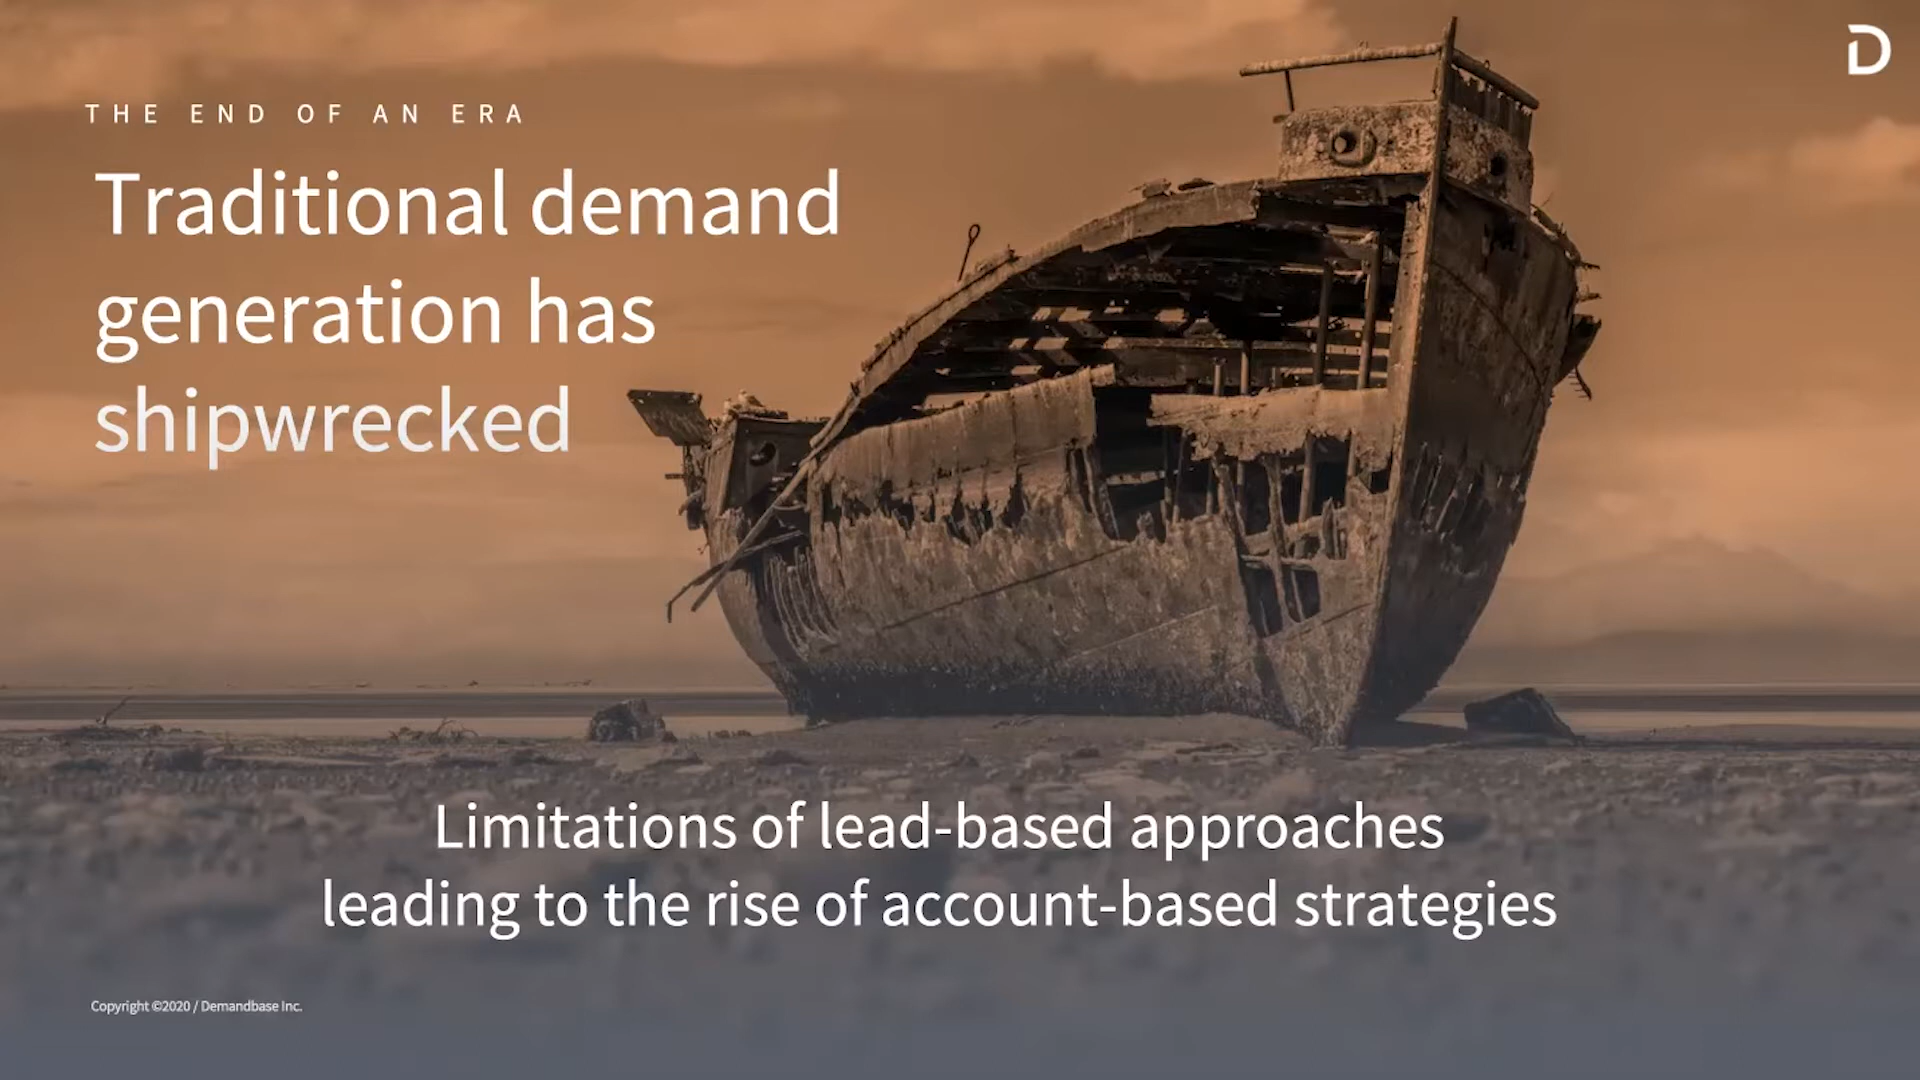 THE END OF AN ERA
Traditional demand
generation has
shipwrecked
Limitations of lead-based approaches
leading to the rise of account-based strategies
Copyright ©2020 / Demandbase Inc.